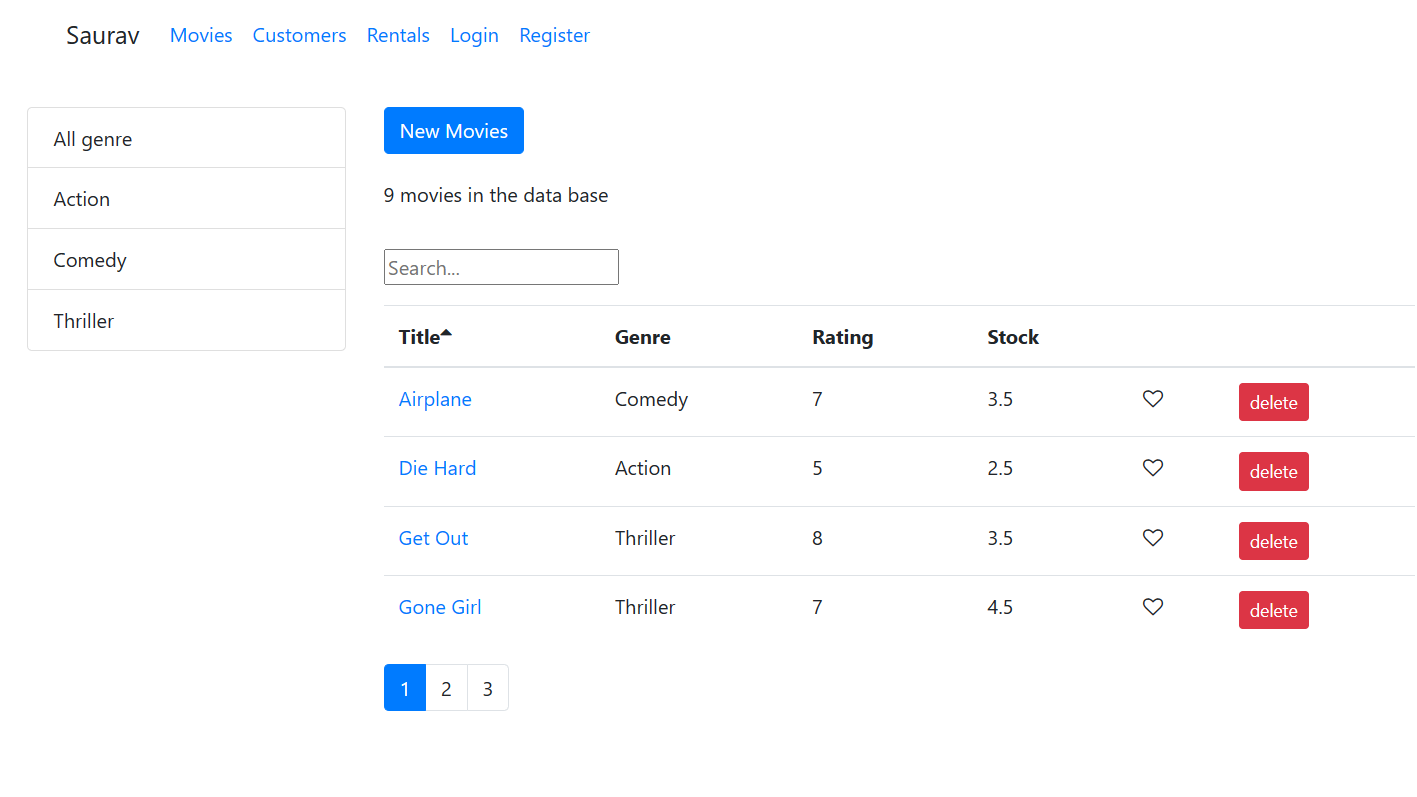 Saurav Movies Customers Rentals Login Register
All genre
Action
Comedy
Thriller
New Movies
9 movies in the data base
Search...
Title Genre Rating Stock
Airplane Comedy 7 3.5 delete
Die Hard Action 5 2.5 delete
Get Out Thriller 8 3.5 delete
Gone Girl Thriller 7 4.5 delete
1 2 3